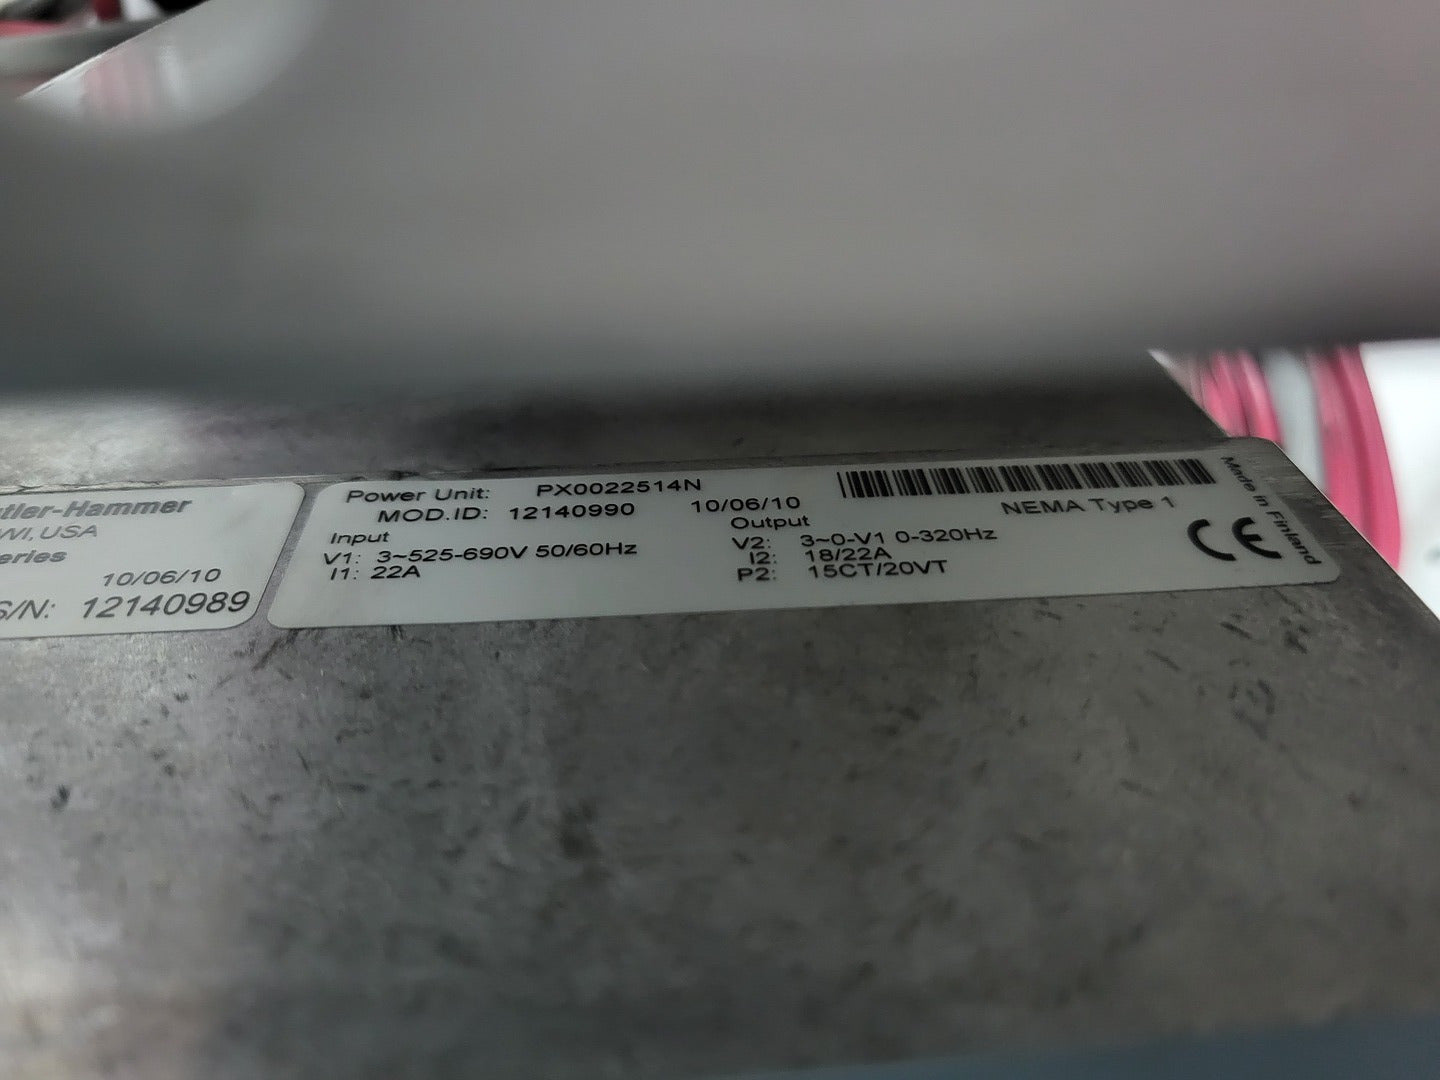 tler-Hammer
WI, USA
eries
10/06/10
S/N: 12140989
Power Unit: PX0022514N
MOD.ID: 12140990 10/06/10
Input
V1: 3~525-690V 50/60Hz
I1: 22A
Output
V2: 3~0-V1 0-320Hz
I2: 18/22A
P2: 15CT/20VT
NEMA Type 1
CE
Made in Finland